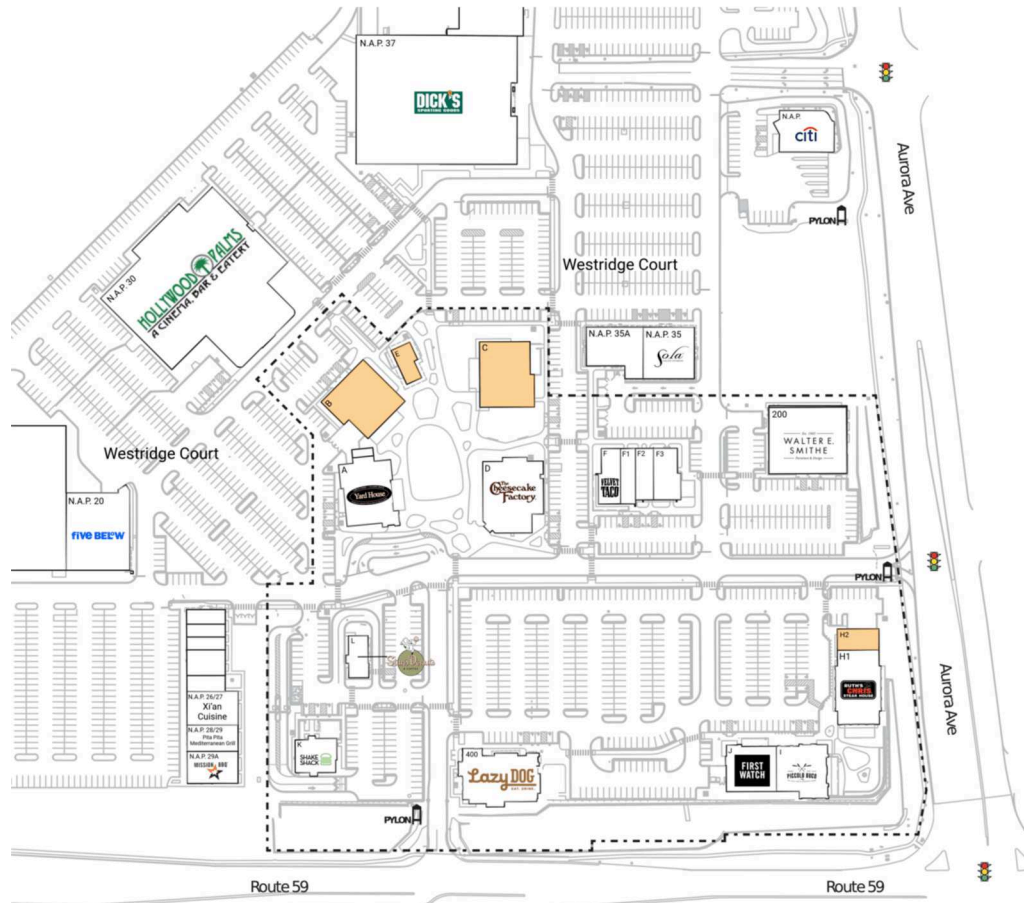 N.A.P. 37
DICK'S
SPORTING GOODS
N.A.P.
citi
Aurora Ave
PYLON
N.A.P. 30
HOLLYWOOD PALMS
A CINEMA, BAR & EATERY
Westridge Court
N.A.P. 35A
N.A.P. 35
Sola
E
C
B
200
WALTER E.
SMITHE
Westridge Court
A
Yard House
D
The
Cheesecake
Factory
F
F1
F2
F3
VELVET
TACO
N.A.P. 20
five BELOW
PYLON
L
H2
H1
RUTH'S
CHRIS
STEAK HOUSE
Aurora Ave
N.A.P. 26/27
Xi'an
Cuisine
N.A.P. 28/29
Pita Pita
Mediterranean Grill
N.A.P. 29A
MISSION BBQ
K
SHAKE
SHACK
400
Lazy DOG
J
FIRST
WATCH
I
PICCOLO BUCO
PYLON
Route 59
Route 59